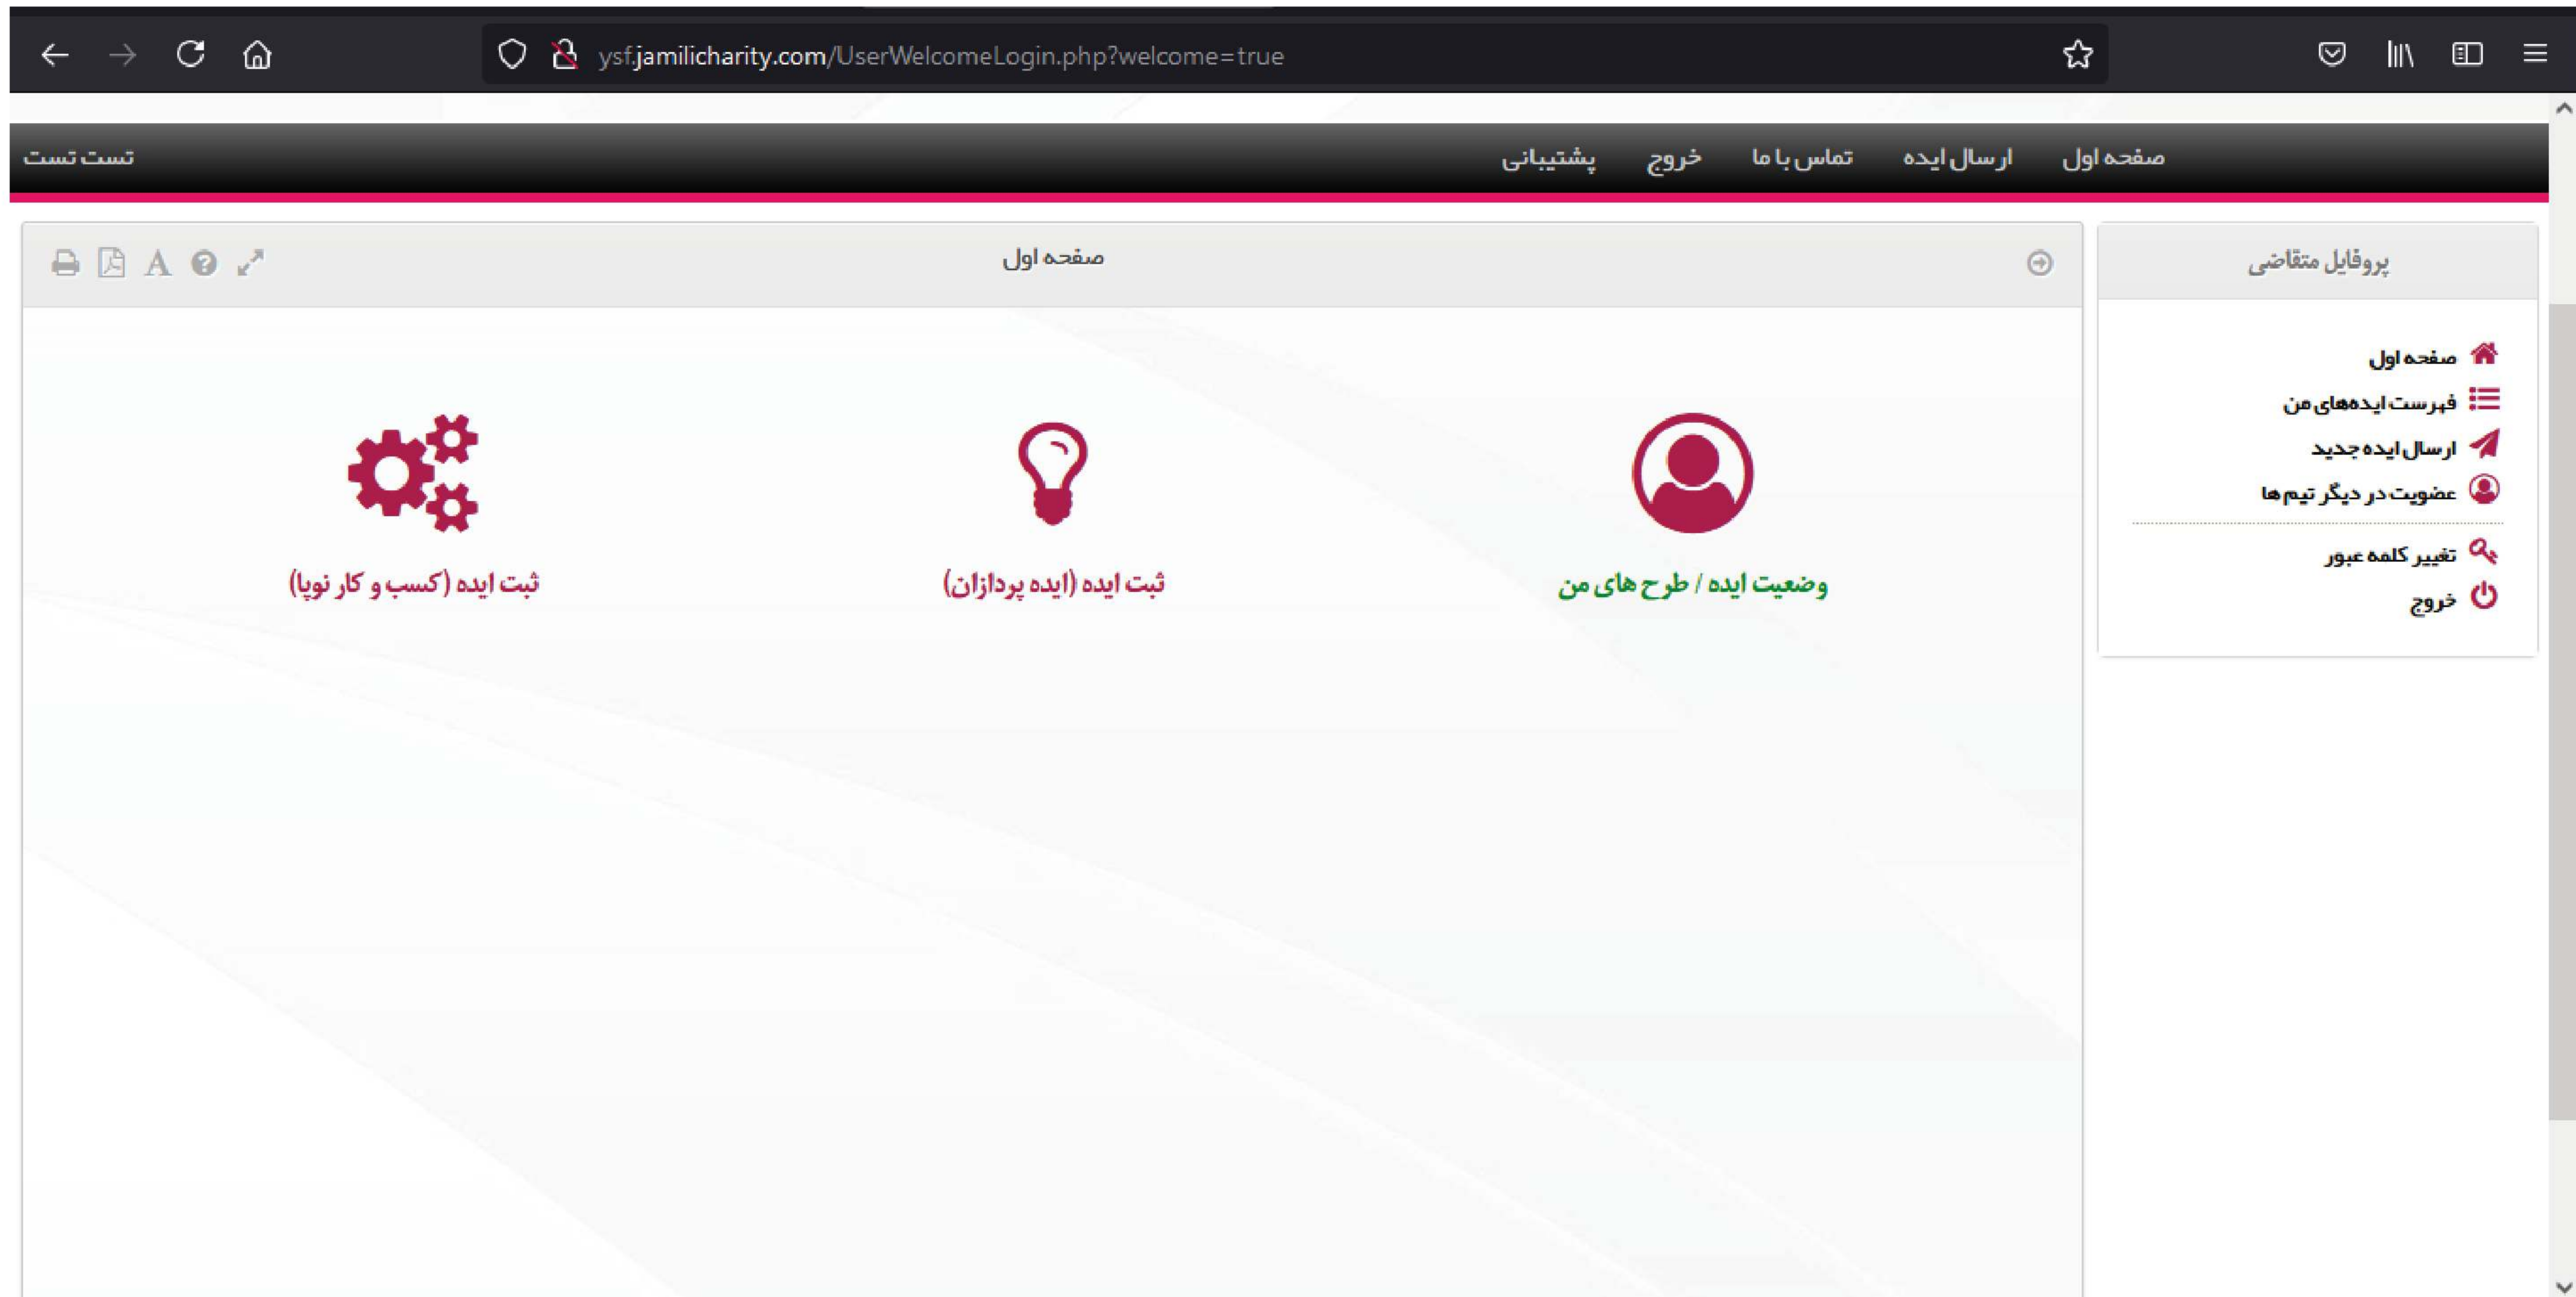 ysf.jamilicharity.com/UserWelcomeLogin.php?welcome=true
صفحه اول ارسال ایده تماس با ما خروج پشتیبانی
تست تست
پروفایل متقاضی
صفحه اول
فهرست ایده‌های من
ارسال ایده جدید
عضویت در دیگر تیم ها
تغییر کلمه عبور
خروج
صفحه اول
وضعیت ایده / طرح های من
ثبت ایده (ایده پردازان)
ثبت ایده (کسب و کار نوپا)